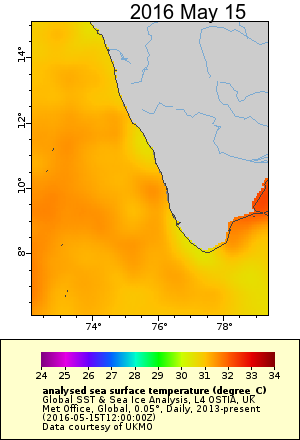 2016 May 15
14°
12°
10°
8°
74°
76°
78°
24 25 26 27 28 29 30 31 32 33 34
analysed sea surface temperature (degree_C)
Global SST & Sea Ice Analysis, L4 OSTIA, UK
Met Office, Global, 0.05°, Daily, 2013-present
(2016-05-15T12:00:00Z)
Data courtesy of UKMO